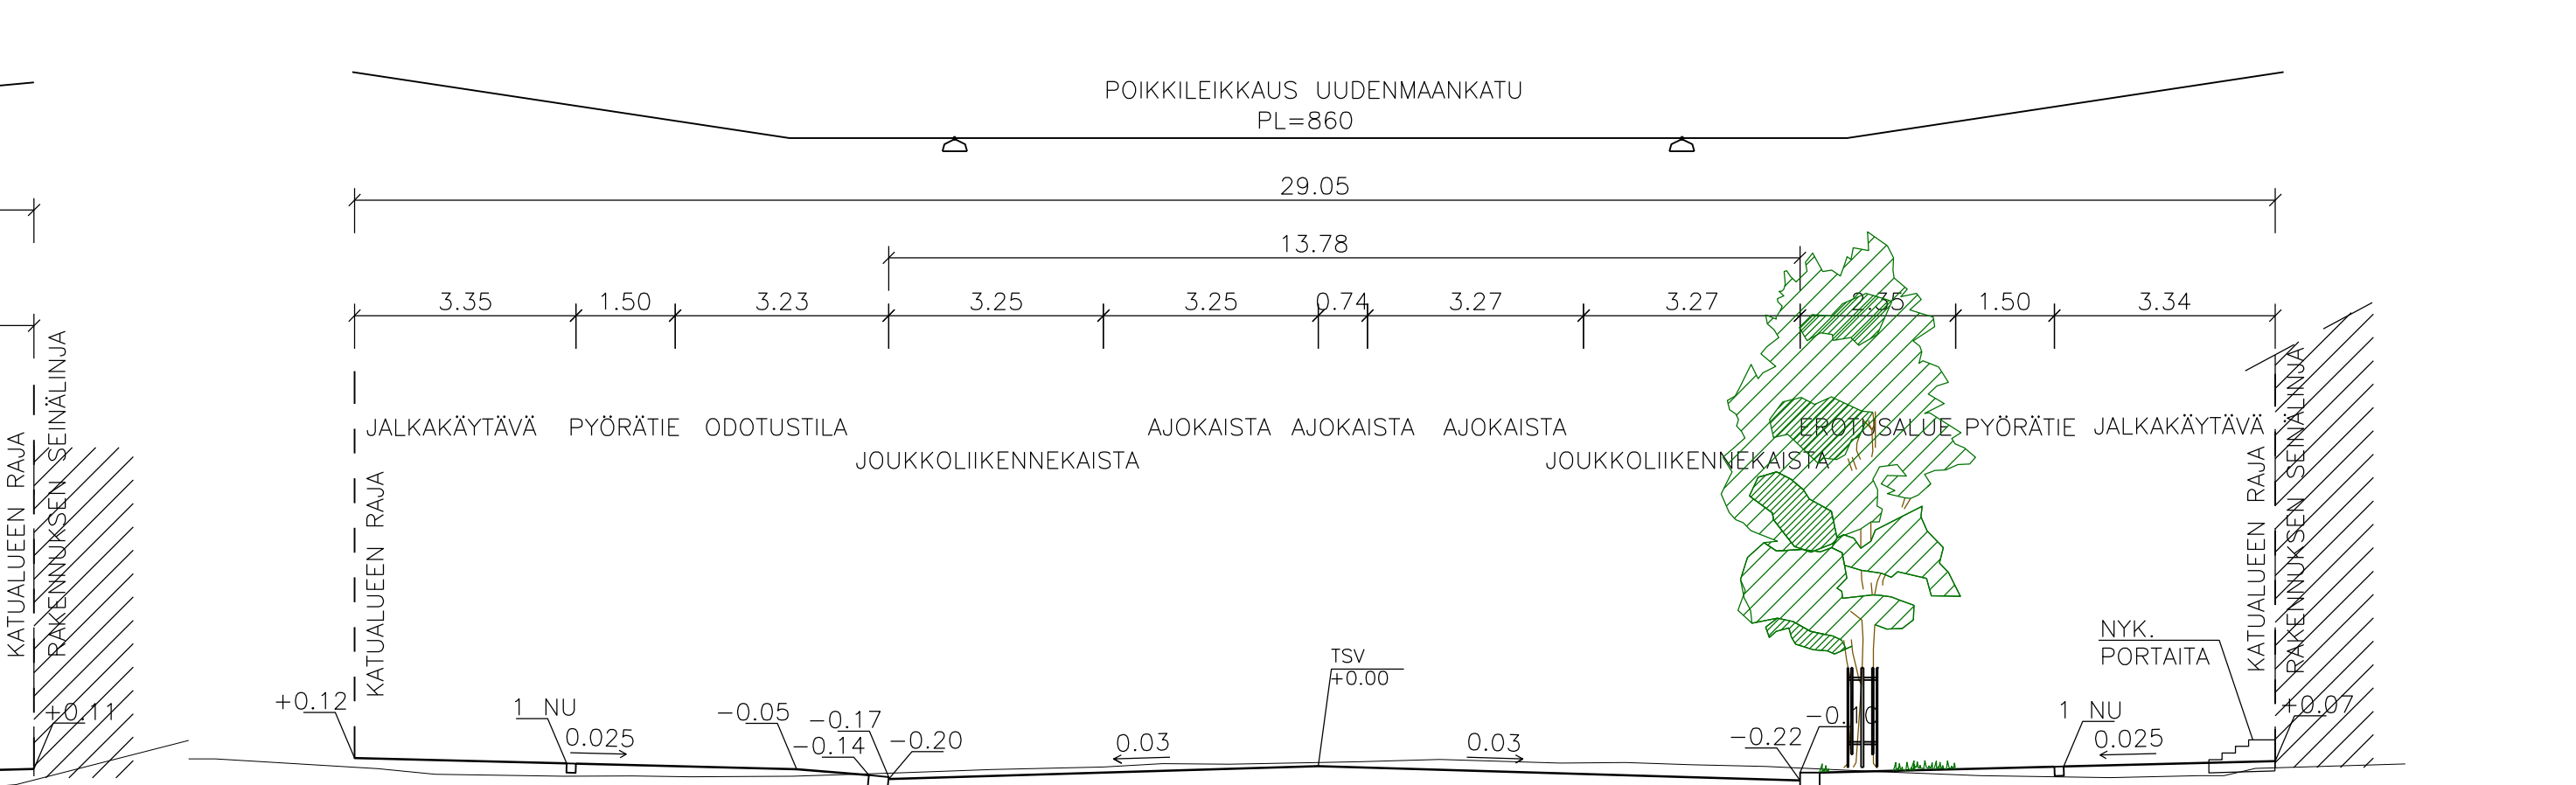 POIKKILEIKKAUS UUDENMAANKATU
PL=860
29.05
13.78
3.35 1.50 3.23 3.25 3.25 0.74 3.27 3.27 2.35 1.50 3.34
JALKAKÄYTÄVÄ PYÖRÄTIE ODOTUSTILA AJOKAISTA AJOKAISTA AJOKAISTA EROTUSALUE PYÖRÄTIE JALKAKÄYTÄVÄ
JOUKKOLIIKENNEKAISTA JOUKKOLIIKENNEKAISTA
KATUALUEEN RAJA
RAKENNUKSEN SEINÄLINJA
KATUALUEEN RAJA
KATUALUEEN RAJA
RAKENNUKSEN SEINÄLINJA
NYK.
PORTAITA
TSV
+0.00
+0.11
+0.12
1 NU
0.025
-0.05
-0.17
-0.14
-0.20
0.03
0.03
-0.22
-0.10
1 NU
0.025
+0.07